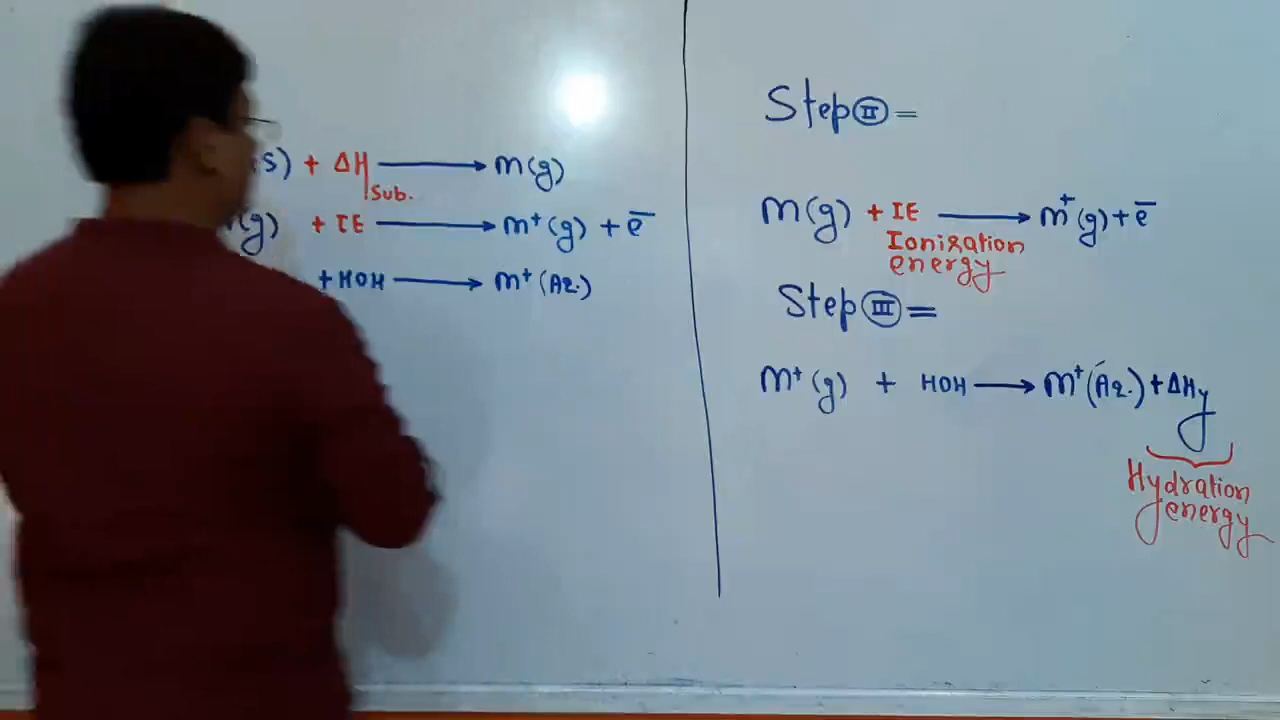 s) + ΔH Sub. ⟶ m(g)
(g) + IE ⟶ m⁺(g) + e̅
+ HOH ⟶ m⁺(Aq.)
Step II =
m(g) + IE ⟶ m⁺(g) + e̅
Ionization
energy
Step III =
m⁺(g) + HOH ⟶ m⁺(Aq.) + ΔHy
Hydration
energy